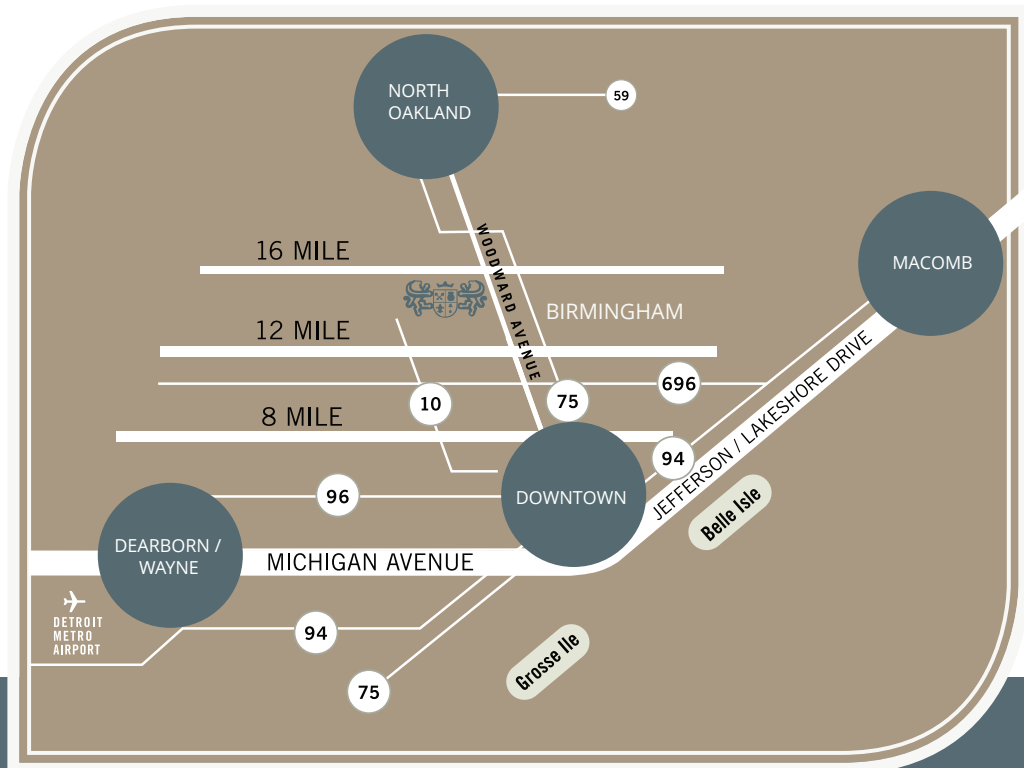 NORTH
OAKLAND
59
MACOMB
16 MILE
WOODWARD AVENUE
BIRMINGHAM
12 MILE
696
10
75
8 MILE
94
JEFFERSON / LAKESHORE DRIVE
96
DOWNTOWN
Belle Isle
DEARBORN /
WAYNE
MICHIGAN AVENUE
DETROIT
METRO
AIRPORT
94
Grosse Ile
75